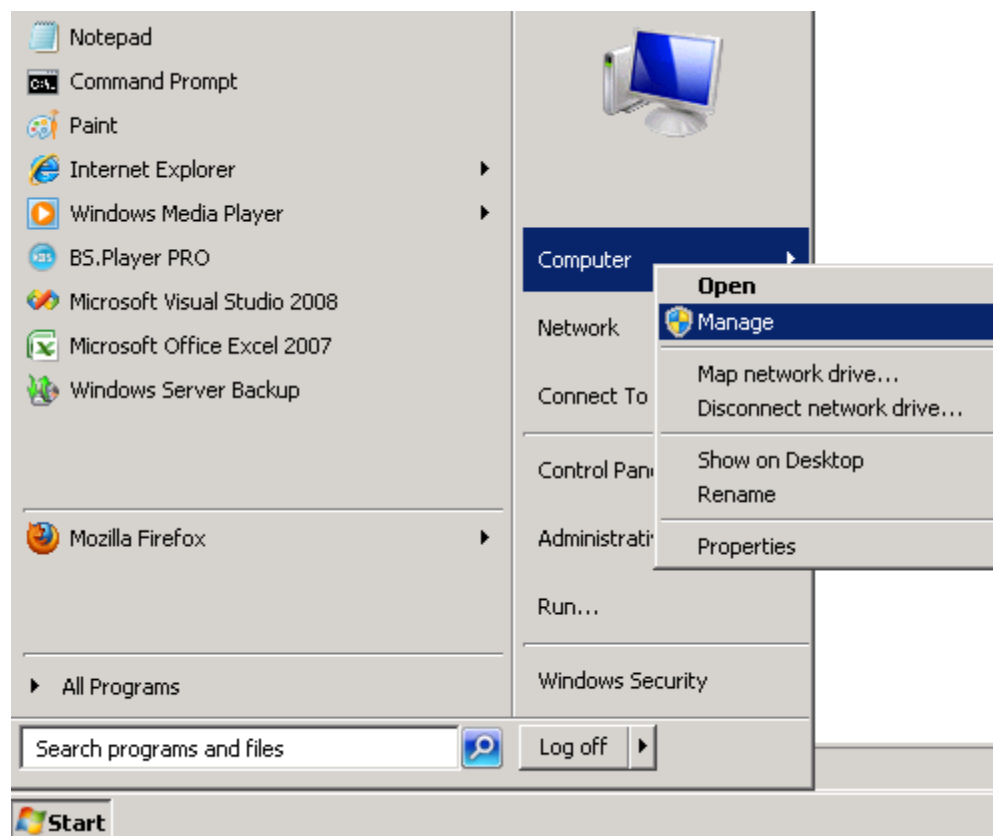 Notepad
Command Prompt
Paint
Internet Explorer
Windows Media Player
BS.Player PRO
Microsoft Visual Studio 2008
Microsoft Office Excel 2007
Windows Server Backup
Mozilla Firefox
All Programs
Search programs and files
Computer
Network
Connect To
Control Pan
Administrati
Run...
Windows Security
Log off
Open
Manage
Map network drive...
Disconnect network drive...
Show on Desktop
Rename
Properties
Start